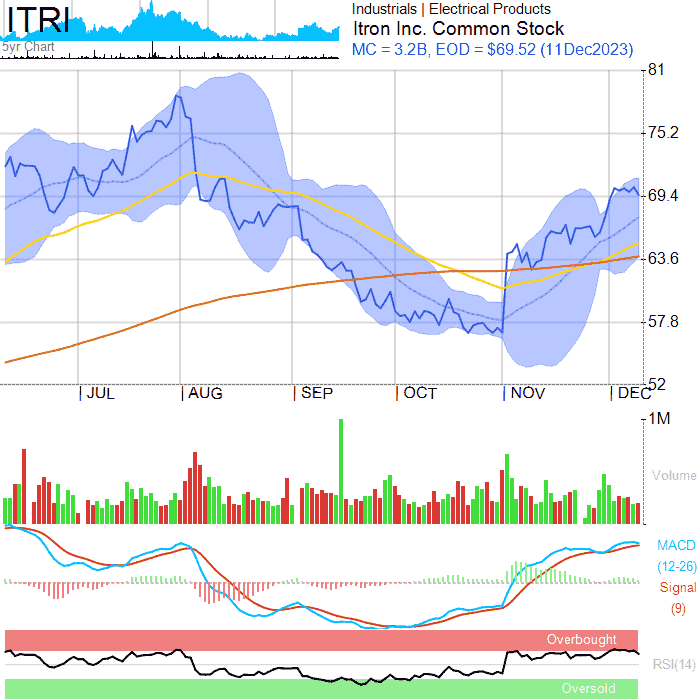 ITRI
5yr Chart
Industrials | Electrical Products
Itron Inc. Common Stock
MC = 3.2B, EOD = $69.52 (11Dec2023)
81
75.2
69.4
63.6
57.8
52
| JUL | AUG | SEP | OCT | NOV | DEC
1M
Volume
MACD
(12-26)
Signal
(9)
Overbought
RSI(14)
Oversold